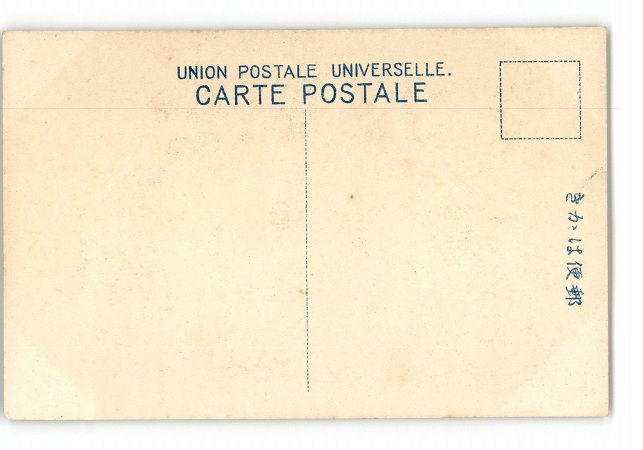 UNION POSTALE UNIVERSELLE.
CARTE POSTALE
きかは便郵